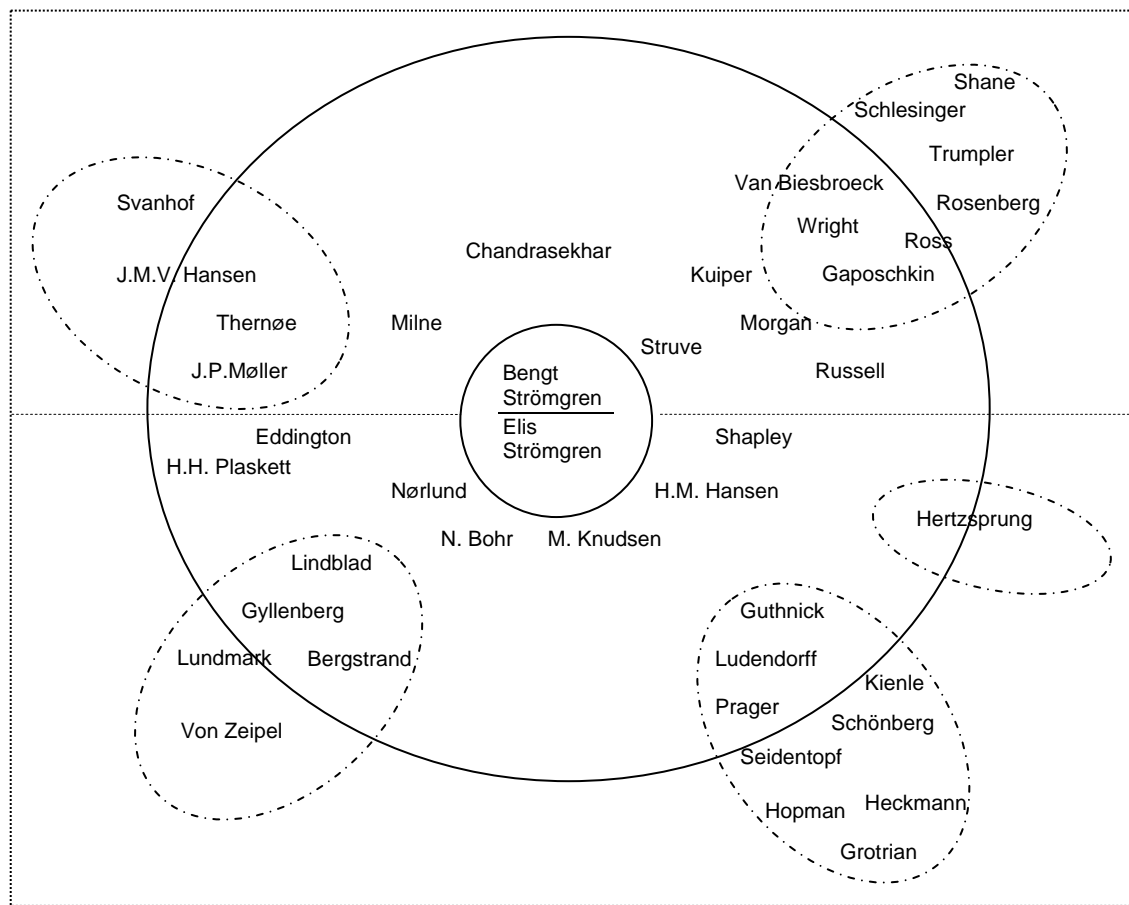 Shane
Schlesinger
Trumpler
Van Biesbroeck
Svanhof
Rosenberg
Wright
Ross
Chandrasekhar
J.M.V. Hansen
Kuiper
Gaposchkin
Thernøe
Milne
Morgan
Struve
J.P.Møller
Bengt
Strömgren
Russell
Elis
Strömgren
Eddington
Shapley
H.H. Plaskett
Nørlund
H.M. Hansen
Hertzsprung
N. Bohr
M. Knudsen
Lindblad
Gyllenberg
Guthnick
Lundmark
Bergstrand
Ludendorff
Kienle
Prager
Schönberg
Von Zeipel
Seidentopf
Hopman
Heckmann
Grotrian